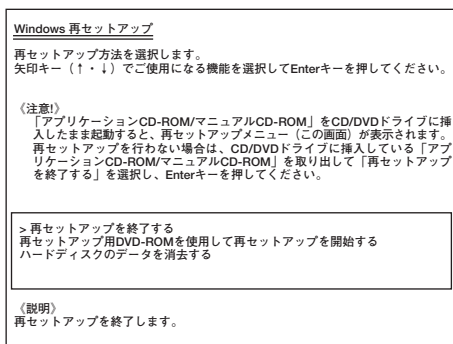 Windows 再セットアップ
再セットアップ方法を選択します。
矢印キー（↑・↓）でご使用になる機能を選択してEnterキーを押してください。
《注意!》
「アプリケーションCD-ROM/マニュアルCD-ROM」をCD/DVDドライブに挿
入したまま起動すると、再セットアップメニュー（この画面）が表示されます。
再セットアップを行わない場合は、CD/DVDドライブに挿入している「アプ
リケーションCD-ROM/マニュアルCD-ROM」を取り出して「再セットアップ
を終了する」を選択し、Enterキーを押してください。
> 再セットアップを終了する
再セットアップ用DVD-ROMを使用して再セットアップを開始する
ハードディスクのデータを消去する
《説明》
再セットアップを終了します。